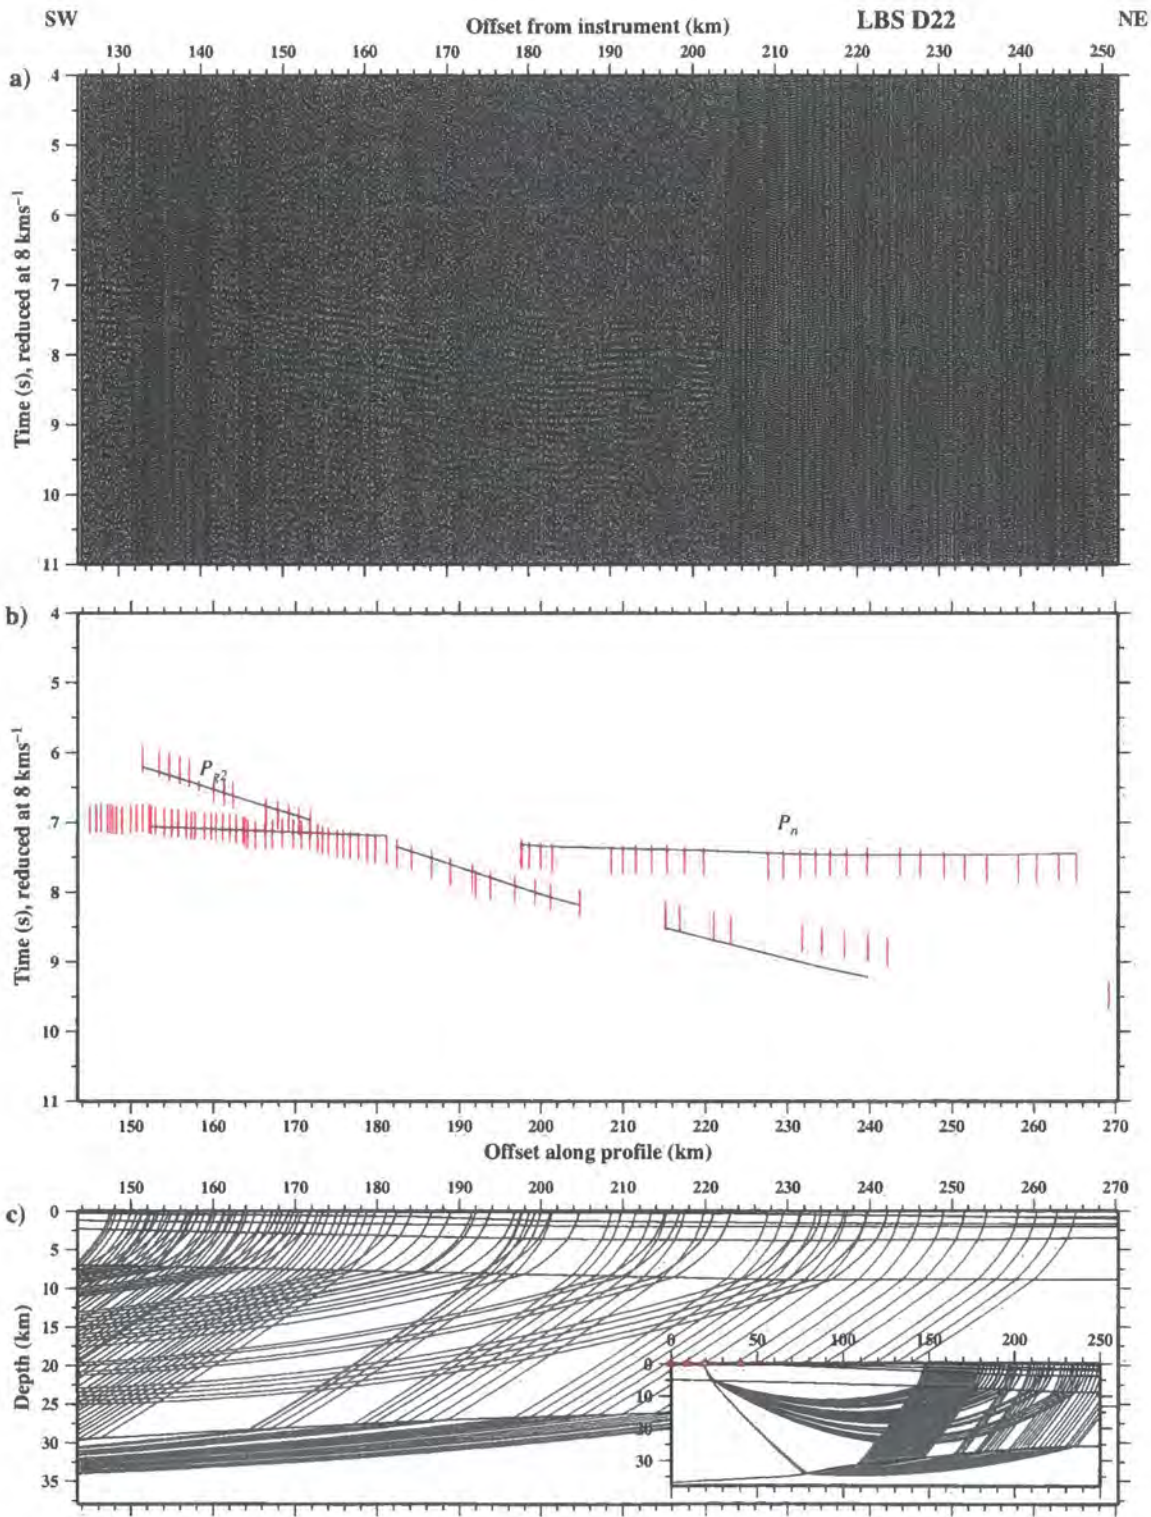 SW
Offset from instrument (km)
LBS D22
NE
130 140 150 160 170 180 190 200 210 220 230 240 250
a)
4
5
6
7
8
9
10
11
Time (s), reduced at 8 kms⁻¹
b)
4
5
6
7
8
9
10
11
Time (s), reduced at 8 kms⁻¹
Pg2
Pn
150 160 170 180 190 200 210 220 230 240 250 260 270
Offset along profile (km)
150 160 170 180 190 200 210 220 230 240 250 260 270
c)
0
5
10
15
20
25
30
35
Depth (km)
0 50 100 150 200 250
0
10
20
30